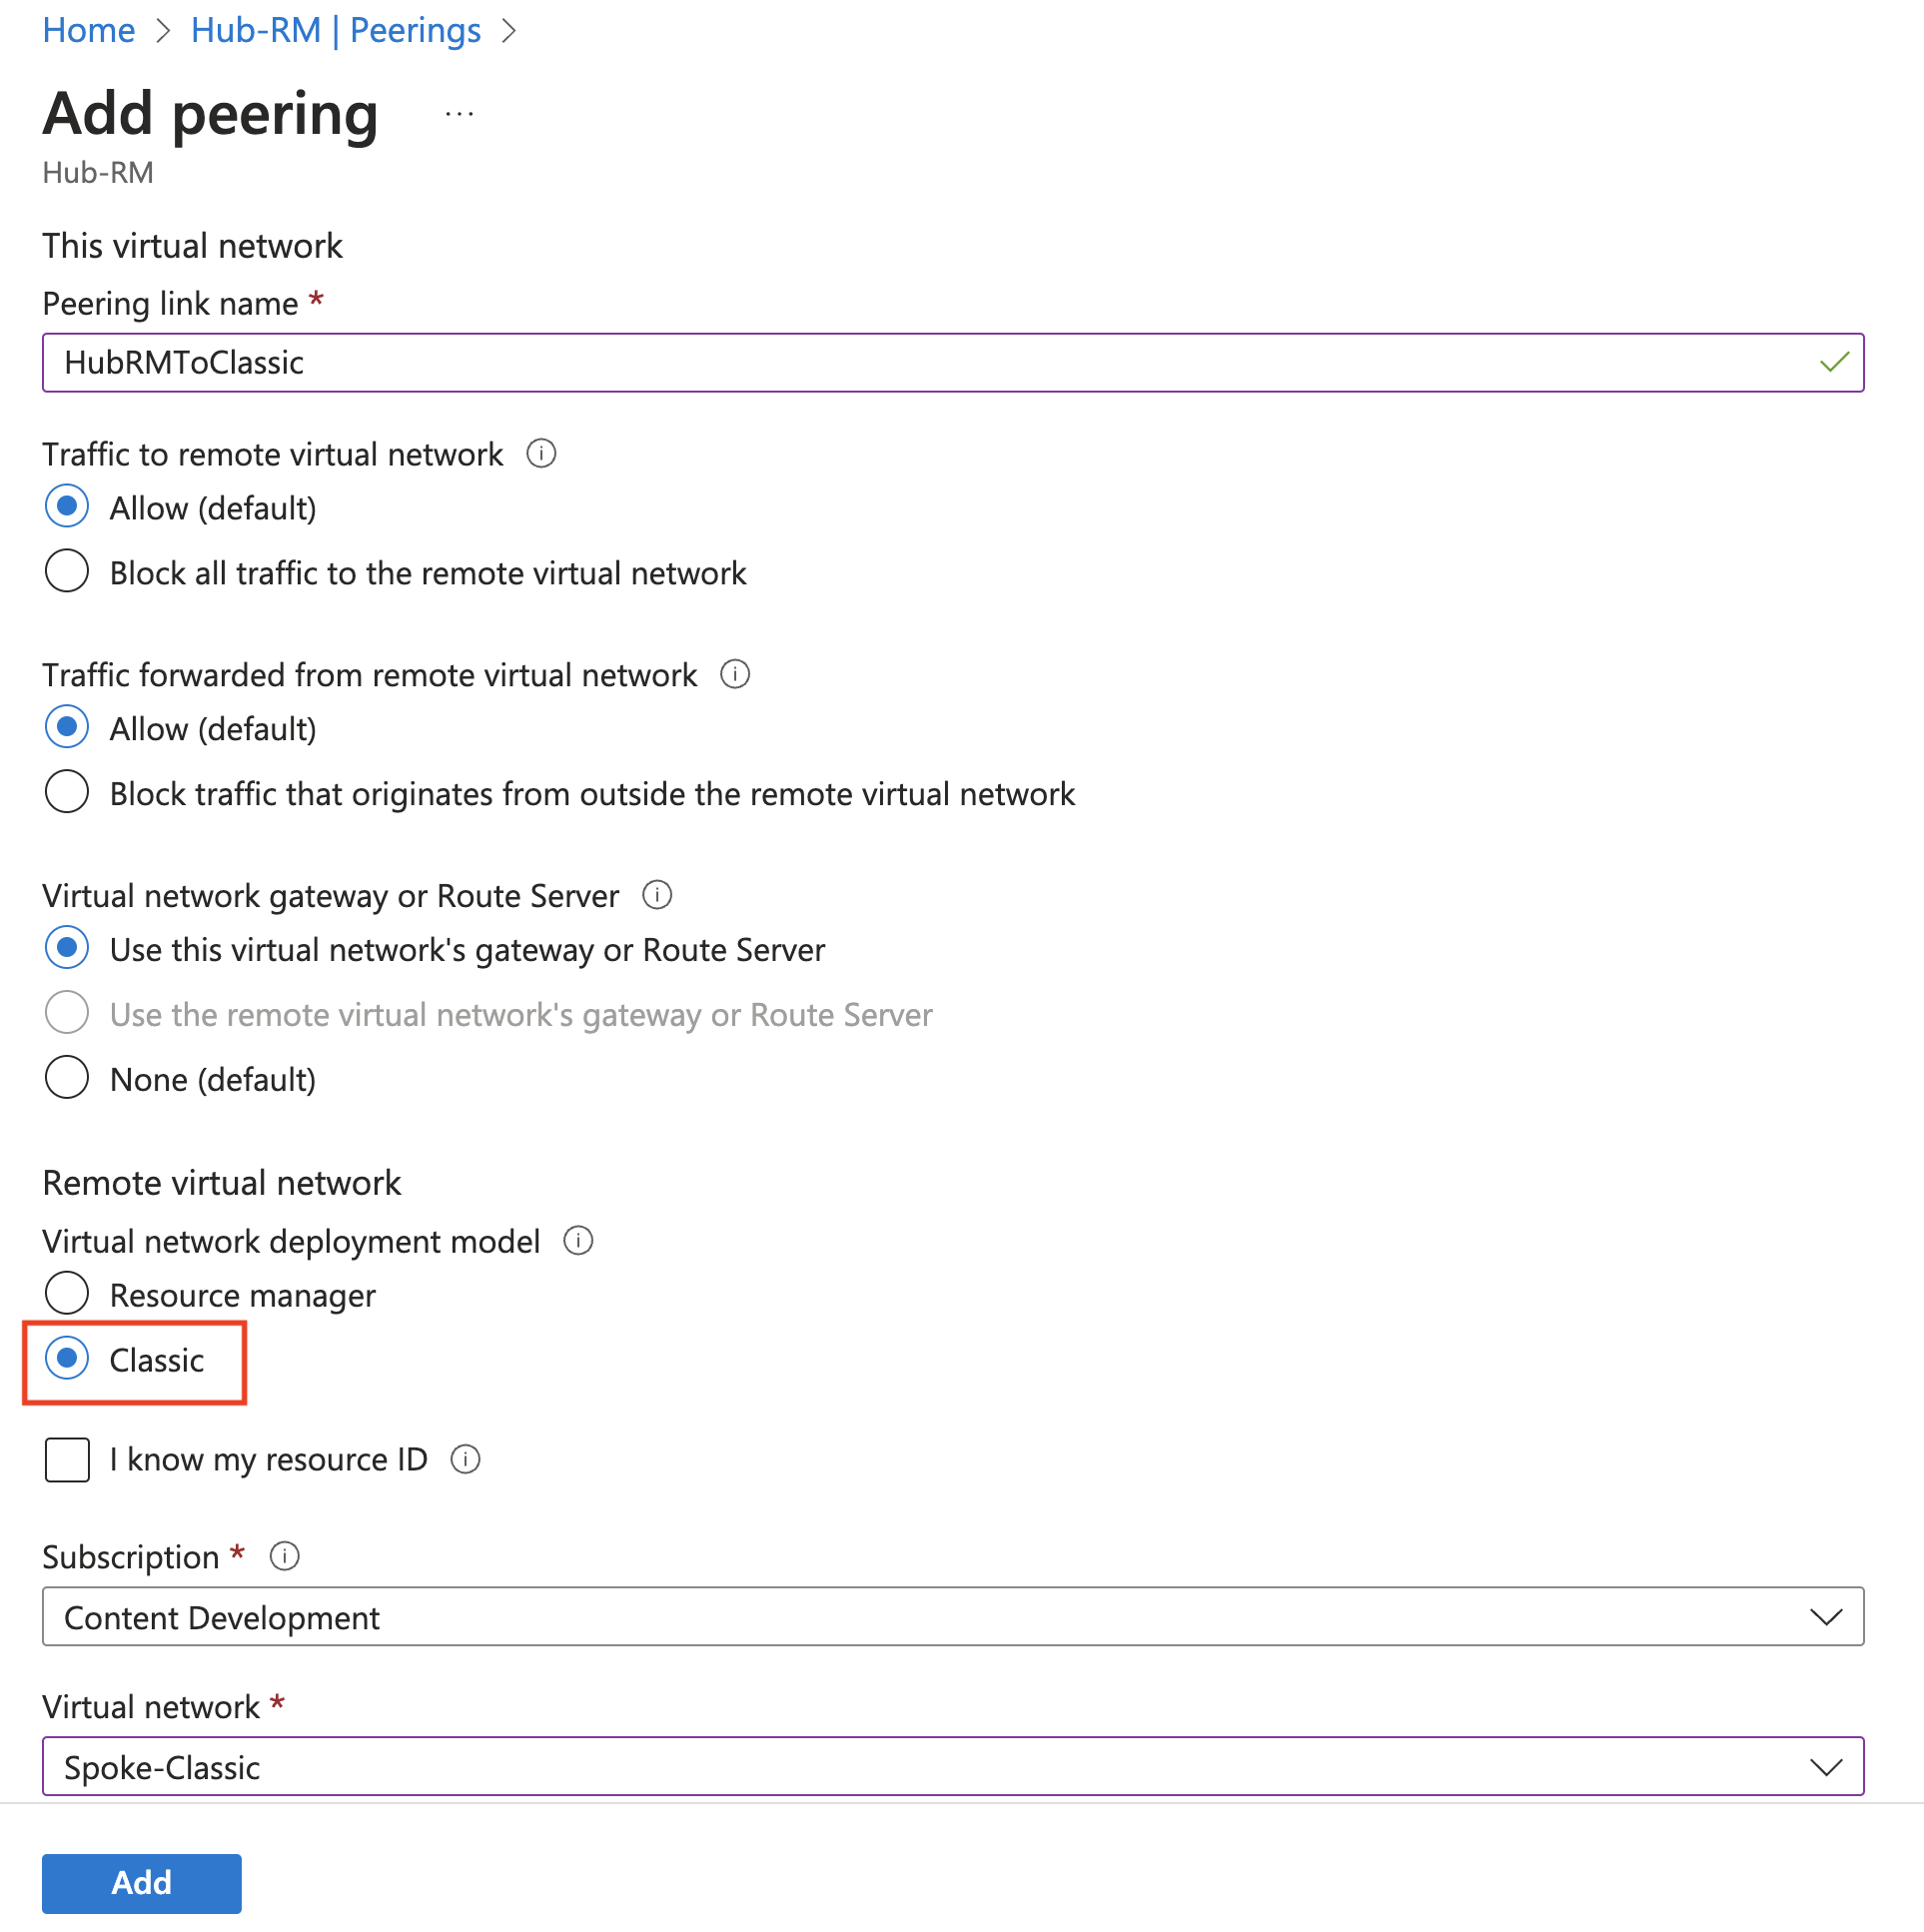 Home > Hub-RM | Peerings >
Add peering ...
Hub-RM
This virtual network
Peering link name *
HubRMToClassic
Traffic to remote virtual network
Allow (default)
Block all traffic to the remote virtual network
Traffic forwarded from remote virtual network
Allow (default)
Block traffic that originates from outside the remote virtual network
Virtual network gateway or Route Server
Use this virtual network's gateway or Route Server
Use the remote virtual network's gateway or Route Server
None (default)
Remote virtual network
Virtual network deployment model
Resource manager
Classic
I know my resource ID
Subscription *
Content Development
Virtual network *
Spoke-Classic
Add